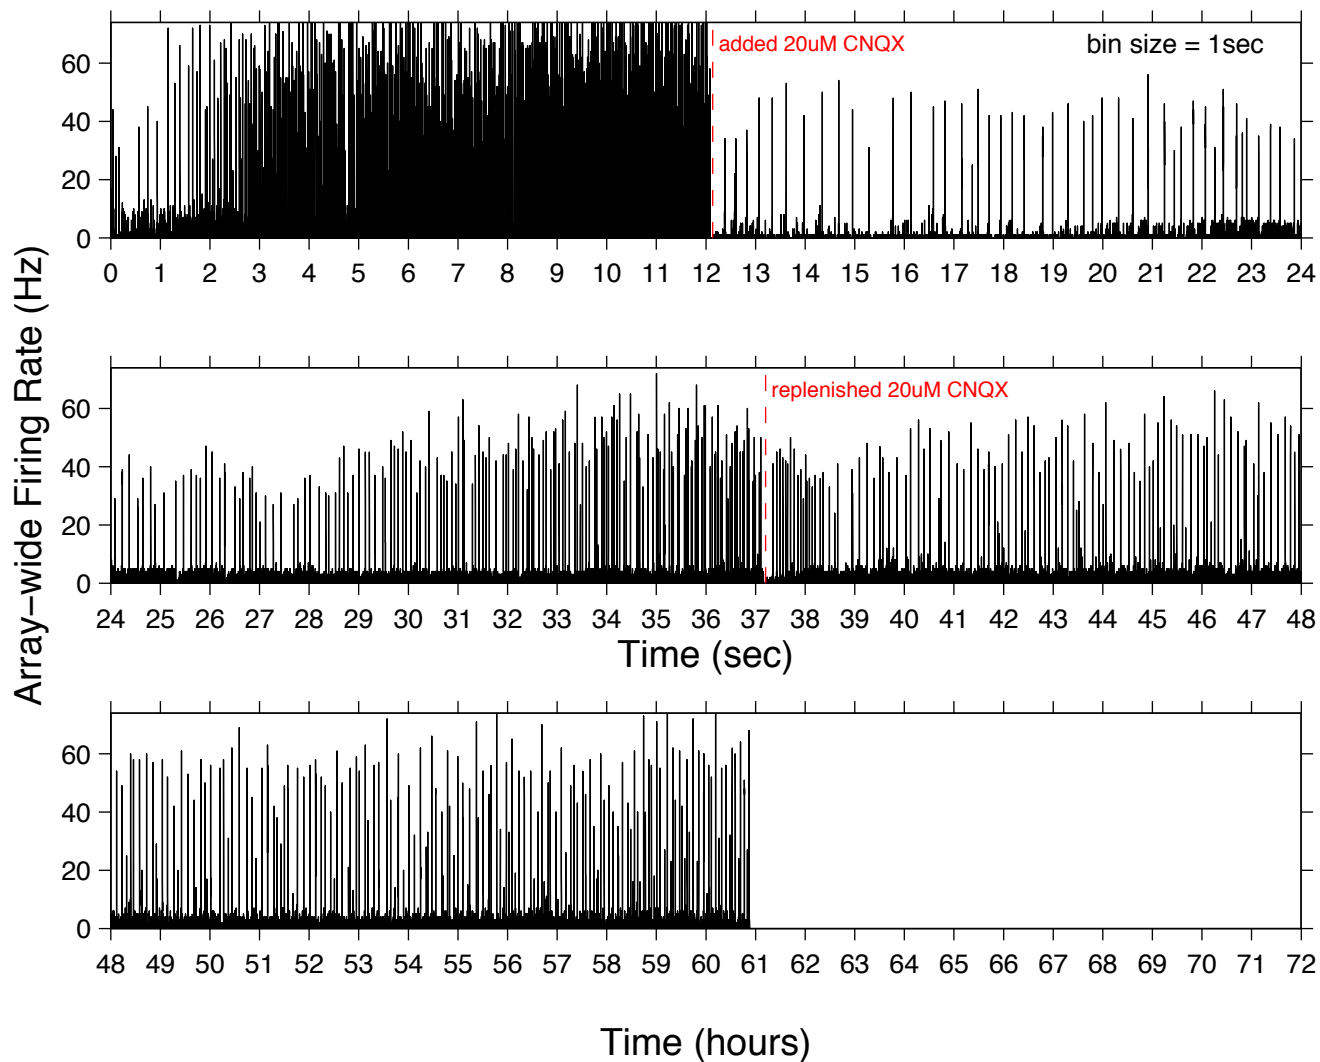 Array-wide Firing Rate (Hz)
60
40
20
0
added 20uM CNQX
bin size = 1sec
0 1 2 3 4 5 6 7 8 9 10 11 12 13 14 15 16 17 18 19 20 21 22 23 24
60
40
20
0
replenished 20uM CNQX
24 25 26 27 28 29 30 31 32 33 34 35 36 37 38 39 40 41 42 43 44 45 46 47 48
Time (sec)
60
40
20
0
48 49 50 51 52 53 54 55 56 57 58 59 60 61 62 63 64 65 66 67 68 69 70 71 72
Time (hours)